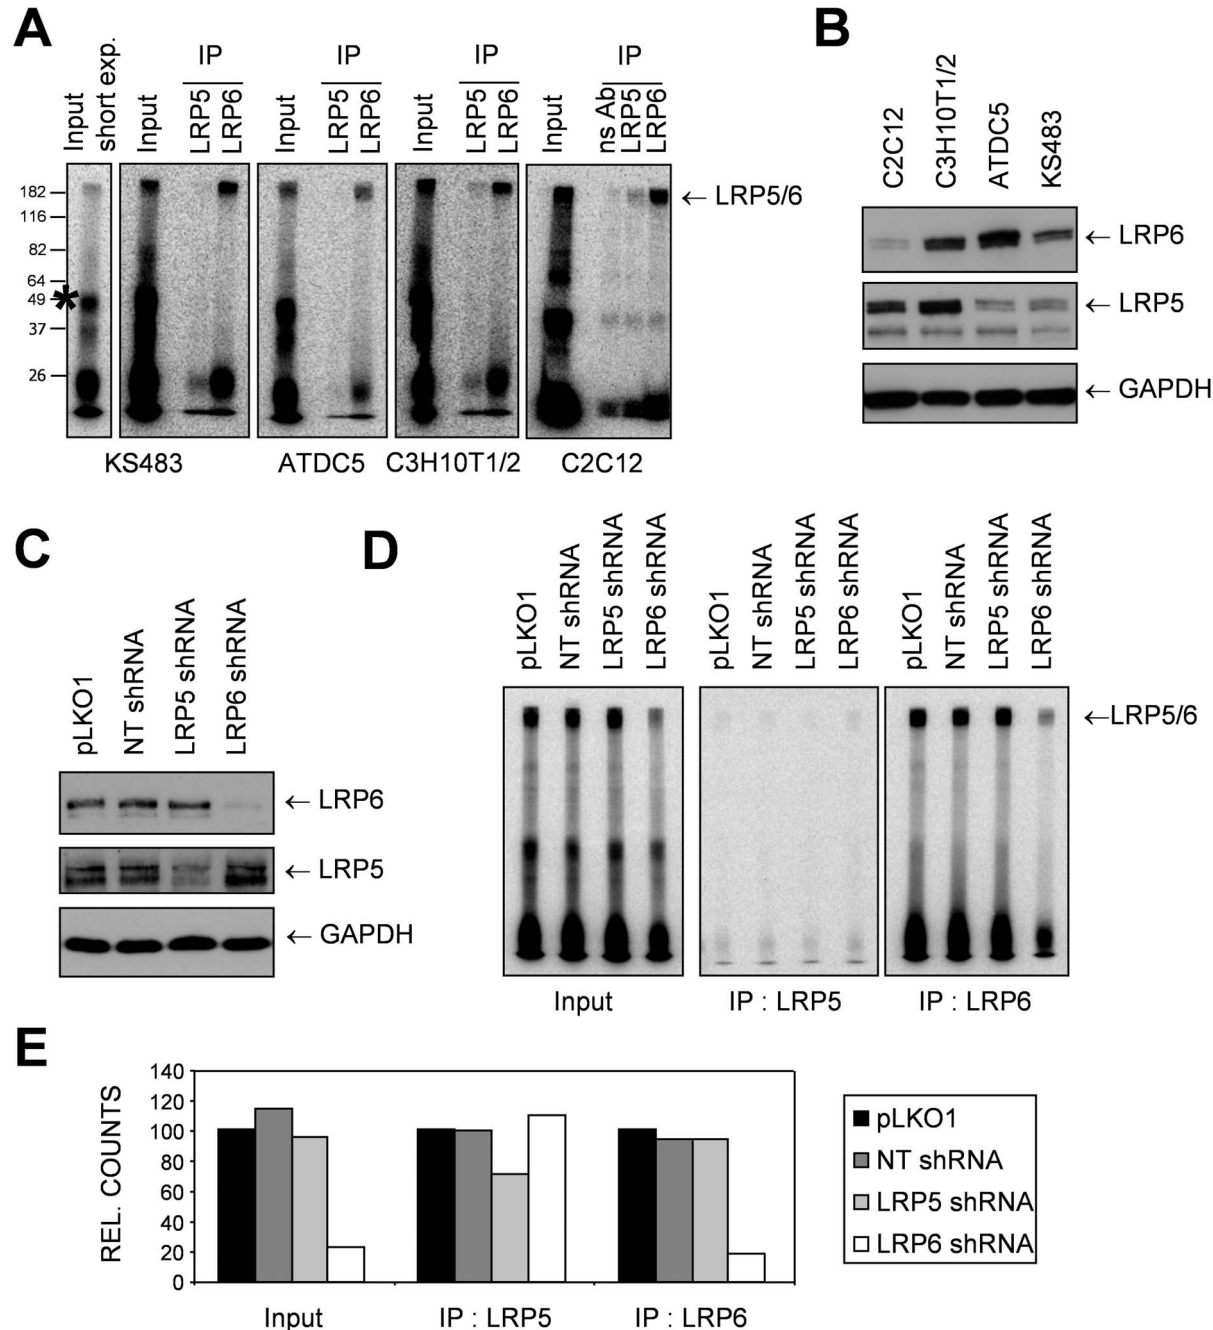 A
Input
short exp.
Input
IP
LRP5
LRP6
Input
IP
LRP5
LRP6
Input
IP
LRP5
LRP6
Input
IP
ns Ab
LRP5
LRP6
182
116
82
64
49
*
37
26
← LRP5/6
KS483
ATDC5
C3H10T1/2
C2C12
B
C2C12
C3H10T1/2
ATDC5
KS483
← LRP6
← LRP5
← GAPDH
C
pLKO1
NT shRNA
LRP5 shRNA
LRP6 shRNA
← LRP6
← LRP5
← GAPDH
D
pLKO1
NT shRNA
LRP5 shRNA
LRP6 shRNA
pLKO1
NT shRNA
LRP5 shRNA
LRP6 shRNA
pLKO1
NT shRNA
LRP5 shRNA
LRP6 shRNA
←LRP5/6
Input
IP : LRP5
IP : LRP6
E
REL. COUNTS
140
120
100
80
60
40
20
0
Input
IP : LRP5
IP : LRP6
pLKO1
NT shRNA
LRP5 shRNA
LRP6 shRNA